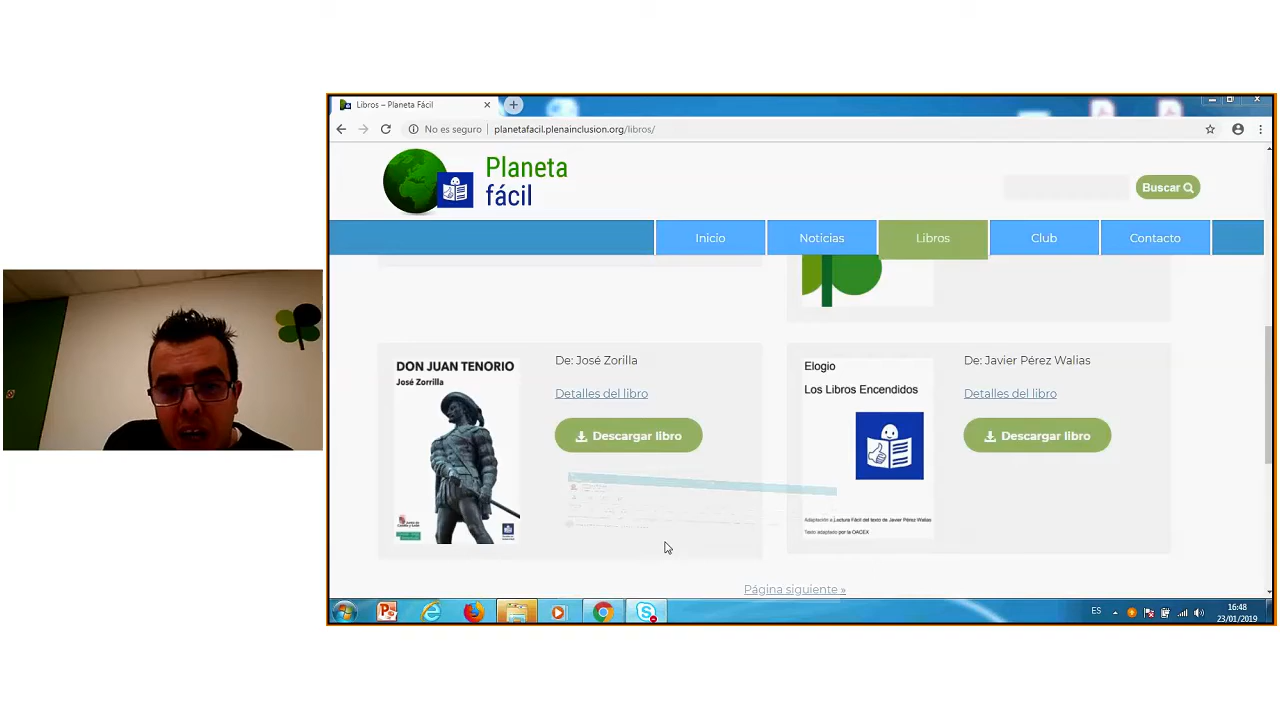 Libros – Planeta Fácil
No es seguro
planetafacil.plenainclusion.org/libros/
Planeta
fácil
Buscar
Inicio
Noticias
Libros
Club
Contacto
DON JUAN TENORIO
José Zorrilla
De: José Zorilla
Detalles del libro
Descargar libro
Elogio
Los Libros Encendidos
Adaptación a Lectura Fácil del texto de Javier Pérez Walias
Texto adaptado por la OACEX
De: Javier Pérez Walias
Detalles del libro
Descargar libro
Página siguiente »
ES
16:48
23/01/2019